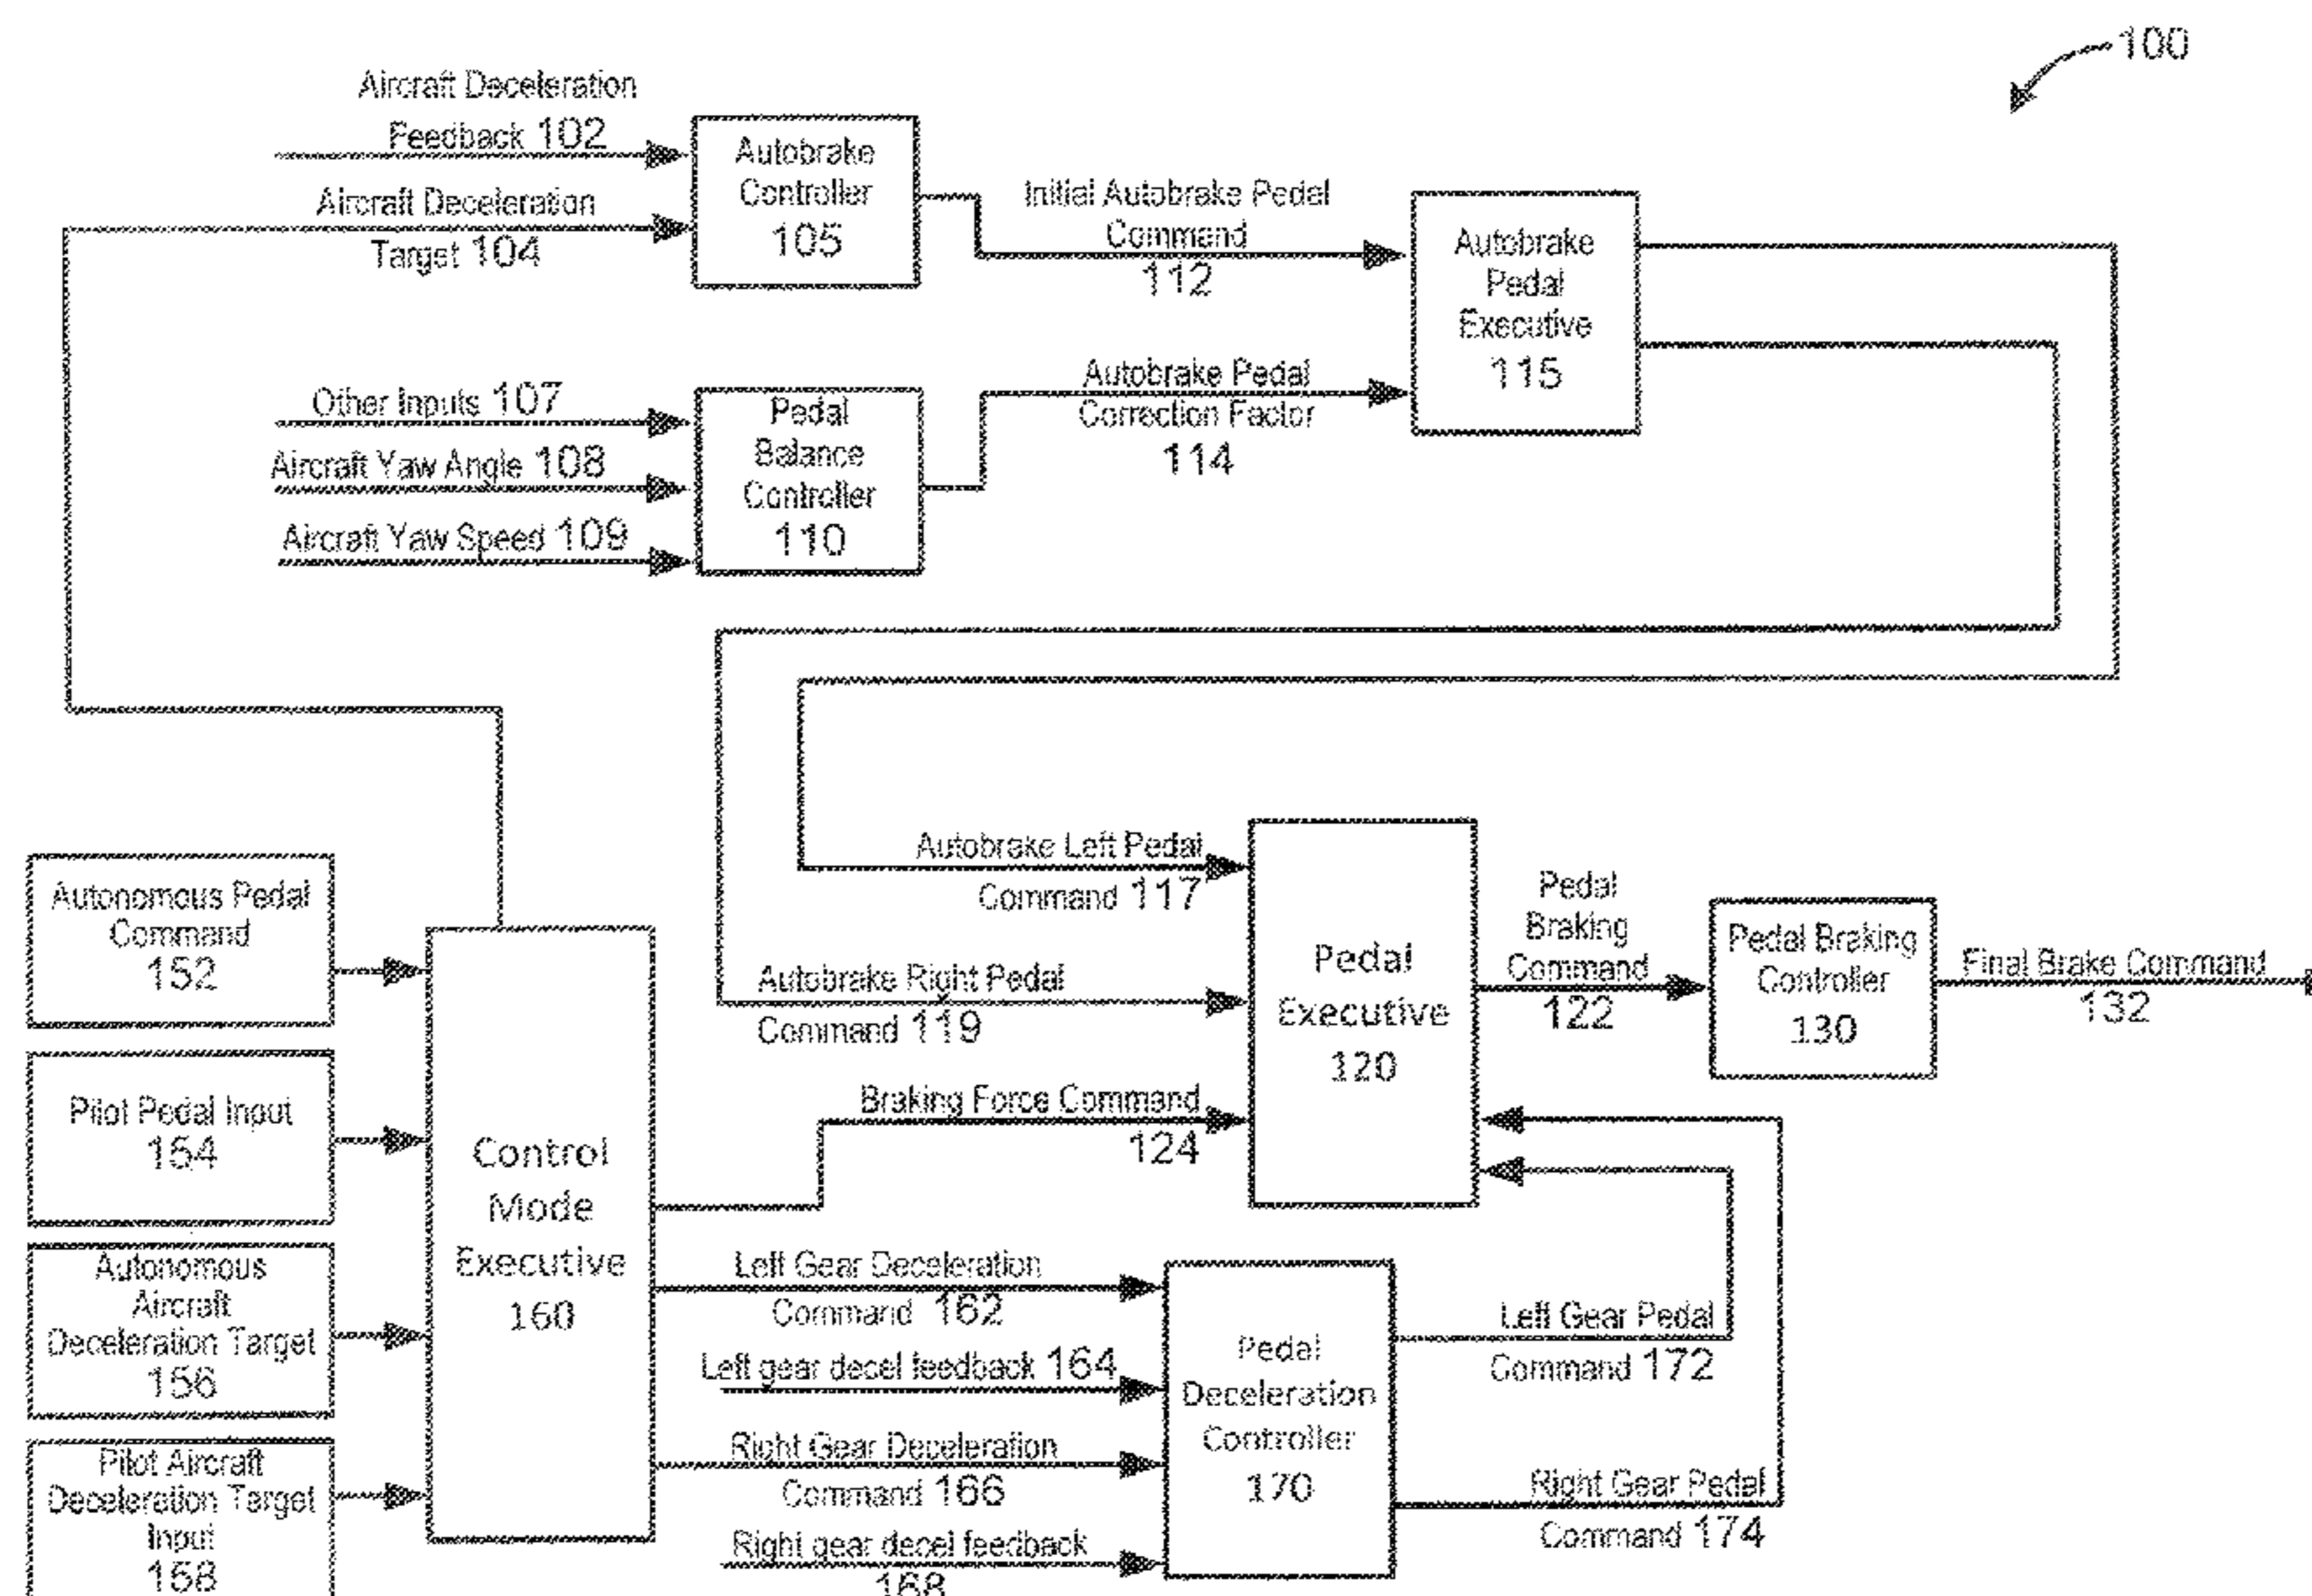 100
Aircraft Deceleration
Feedback 102
Aircraft Deceleration
Target 104
Autobrake
Controller
105
Initial Autobrake Pedal
Command
112
Autobrake
Pedal
Executive
115
Other Inputs 107
Aircraft Yaw Angle 108
Aircraft Yaw Speed 109
Pedal
Balance
Controller
110
Autobrake Pedal
Correction Factor
114
Autobrake Left Pedal
Command 117
Autobrake Right Pedal
Command 119
Braking Force Command
124
Pedal
Executive
120
Pedal
Braking
Command
122
Pedal Braking
Controller
130
Final Brake Command
132
Autonomous Pedal
Command
152
Pilot Pedal Input
154
Autonomous
Aircraft
Deceleration Target
156
Pilot Aircraft
Deceleration Target
Input
158
Control
Mode
Executive
160
Left Gear Deceleration
Command 162
Left gear decel feedback 164
Right Gear Deceleration
Command 166
Right gear decel feedback
168
Pedal
Deceleration
Controller
170
Left Gear Pedal
Command 172
Right Gear Pedal
Command 174